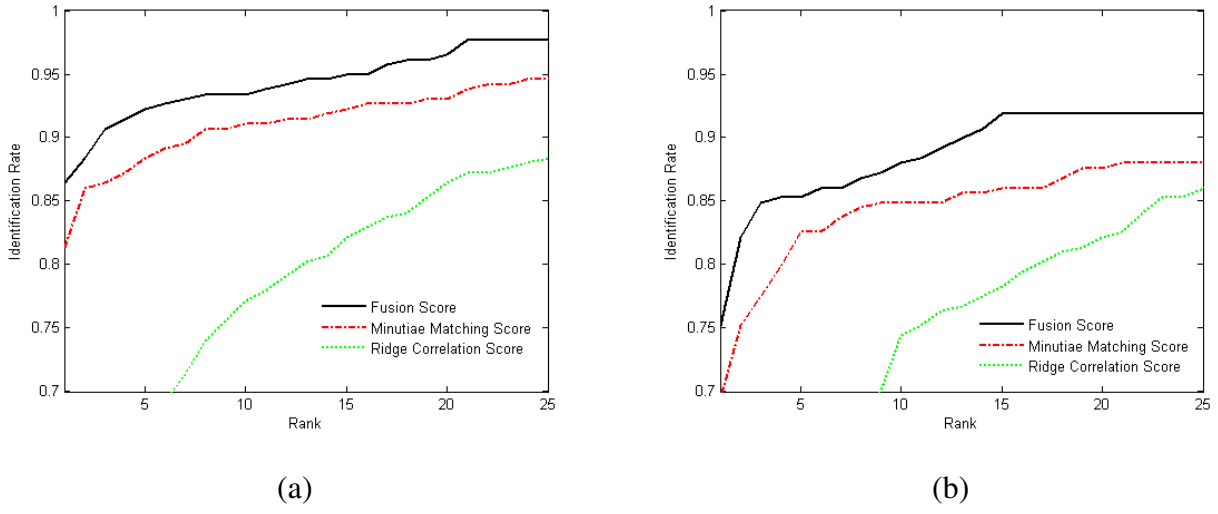 1
0.95
0.9
0.85
0.8
0.75
0.7
Identification Rate
5
10
15
20
25
Rank
Fusion Score
Minutiae Matching Score
Ridge Correlation Score
(a)
1
0.95
0.9
0.85
0.8
0.75
0.7
Identification Rate
5
10
15
20
25
Rank
Fusion Score
Minutiae Matching Score
Ridge Correlation Score
(b)